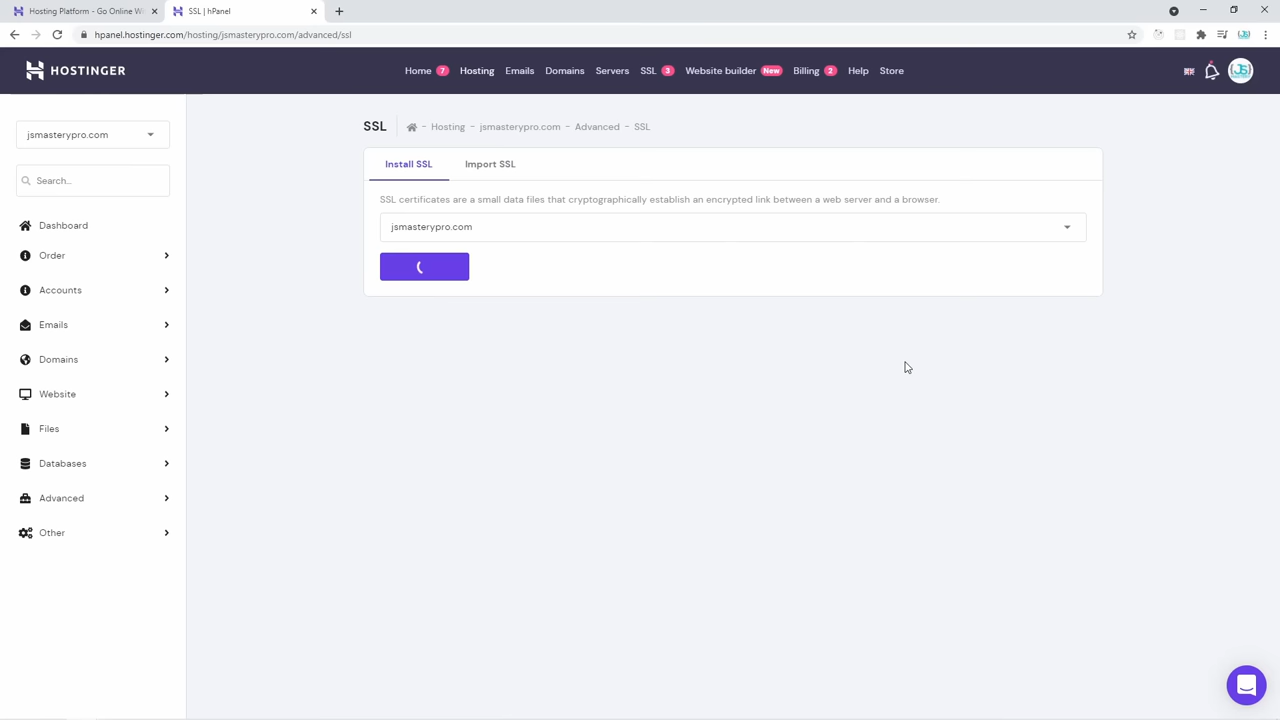 Hosting Platform - Go Online Wi
SSL | hPanel
hpanel.hostinger.com/hosting/jsmasterypro.com/advanced/ssl
HOSTINGER
Home 7 Hosting Emails Domains Servers SSL 3 Website builder New Billing 2 Help Store
JS
jsmasterypro.com
Search...
Dashboard
Order
Accounts
Emails
Domains
Website
Files
Databases
Advanced
Other
SSL - Hosting - jsmasterypro.com - Advanced - SSL
Install SSL Import SSL
SSL certificates are a small data files that cryptographically establish an encrypted link between a web server and a browser.
jsmasterypro.com